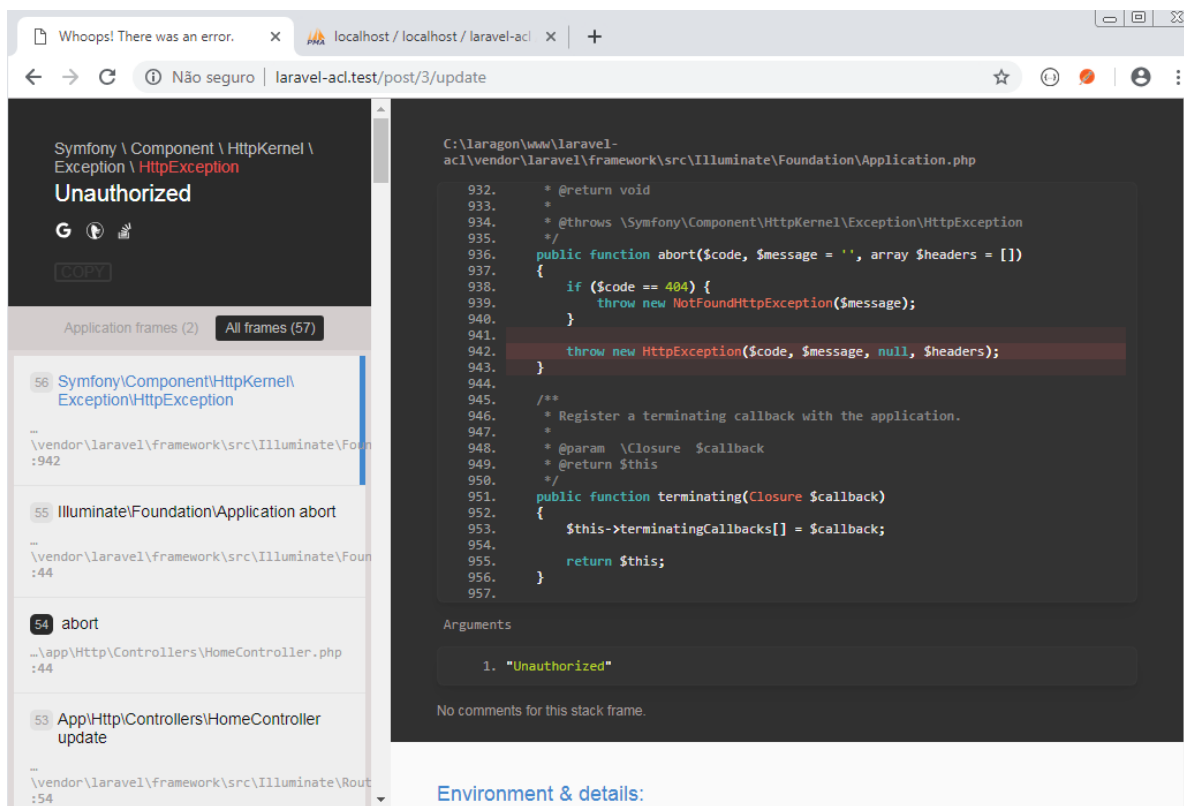 Whoops! There was an error.
PMA localhost / localhost / laravel-acl
Não seguro | laravel-acl.test/post/3/update
Symfony \ Component \ HttpKernel \
Exception \ HttpException
Unauthorized
G
COPY
Application frames (2) All frames (57)
56 Symfony\Component\HttpKernel\
Exception\HttpException
…
\vendor\laravel\framework\src\Illuminate\Foun
:942
55 Illuminate\Foundation\Application abort
…
\vendor\laravel\framework\src\Illuminate\Foun
:44
54 abort
…\app\Http\Controllers\HomeController.php
:44
53 App\Http\Controllers\HomeController
update
…
\vendor\laravel\framework\src\Illuminate\Rout
:54
C:\laragon\www\laravel-
acl\vendor\laravel\framework\src\Illuminate\Foundation\Application.php
932. * @return void
933. *
934. * @throws \Symfony\Component\HttpKernel\Exception\HttpException
935. */
936. public function abort($code, $message = '', array $headers = [])
937. {
938. if ($code == 404) {
939. throw new NotFoundHttpException($message);
940. }
941.
942. throw new HttpException($code, $message, null, $headers);
943. }
944.
945. /**
946. * Register a terminating callback with the application.
947. *
948. * @param \Closure $callback
949. * @return $this
950. */
951. public function terminating(Closure $callback)
952. {
953. $this->terminatingCallbacks[] = $callback;
954.
955. return $this;
956. }
957.
Arguments
1. "Unauthorized"
No comments for this stack frame.
Environment & details: